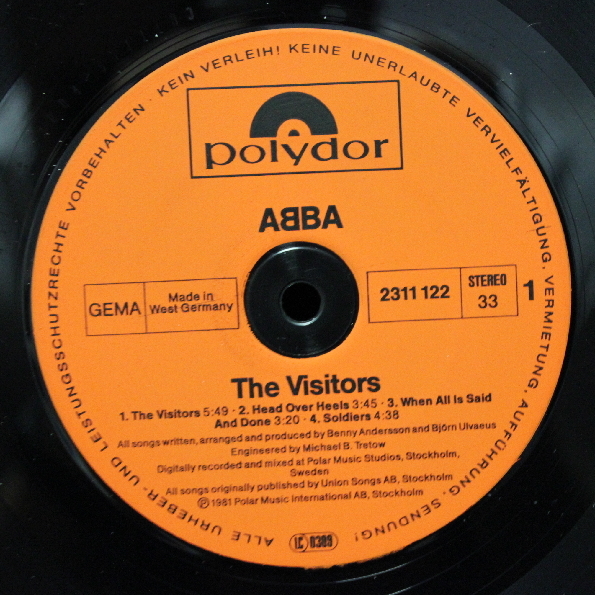 ALLE URHEBER- UND LEISTUNGSSCHUTZRECHTE VORBEHALTEN · KEIN VERLEIH! KEINE UNERLAUBTE VERVIELFÄLTIGUNG, VERMIETUNG, AUFFÜHRUNG, SENDUNG!
polydor
ABBA
GEMA
Made in
West Germany
2311 122
STEREO
33
1
The Visitors
1. The Visitors 5:49 · 2. Head Over Heels 3:45 · 3. When All Is Said
And Done 3:20 · 4. Soldiers 4:38
All songs written, arranged and produced by Benny Andersson and Björn Ulvaeus
Engineered by Michael B. Tretow
Digitally recorded and mixed at Polar Music Studios, Stockholm,
Sweden
All songs originally published by Union Songs AB, Stockholm
Ⓟ 1981 Polar Music International AB, Stockholm
LC 0309